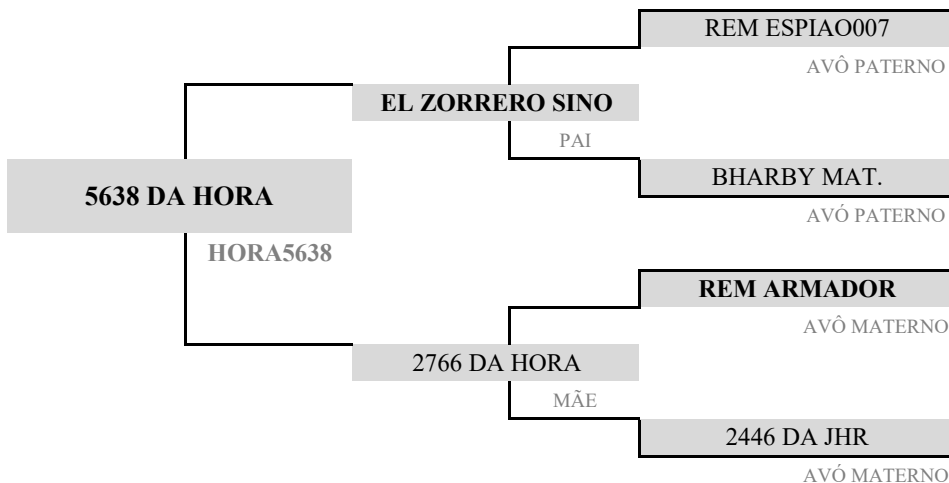 REM ESPIAO007
AVÔ PATERNO
EL ZORRERO SINO
PAI
BHARBY MAT.
AVÓ PATERNO
5638 DA HORA
HORA5638
REM ARMADOR
AVÔ MATERNO
2766 DA HORA
MÃE
2446 DA JHR
AVÓ MATERNO